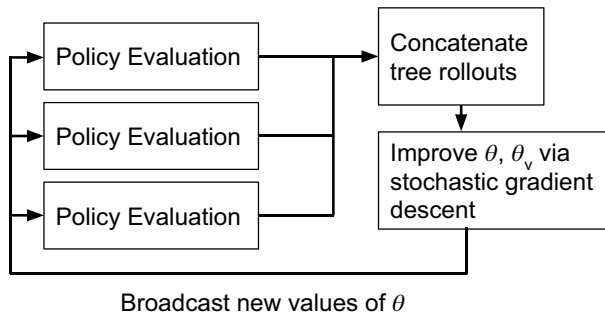 Policy Evaluation
Policy Evaluation
Policy Evaluation
Concatenate
tree rollouts
Improve θ, θv via
stochastic gradient
descent
Broadcast new values of θ